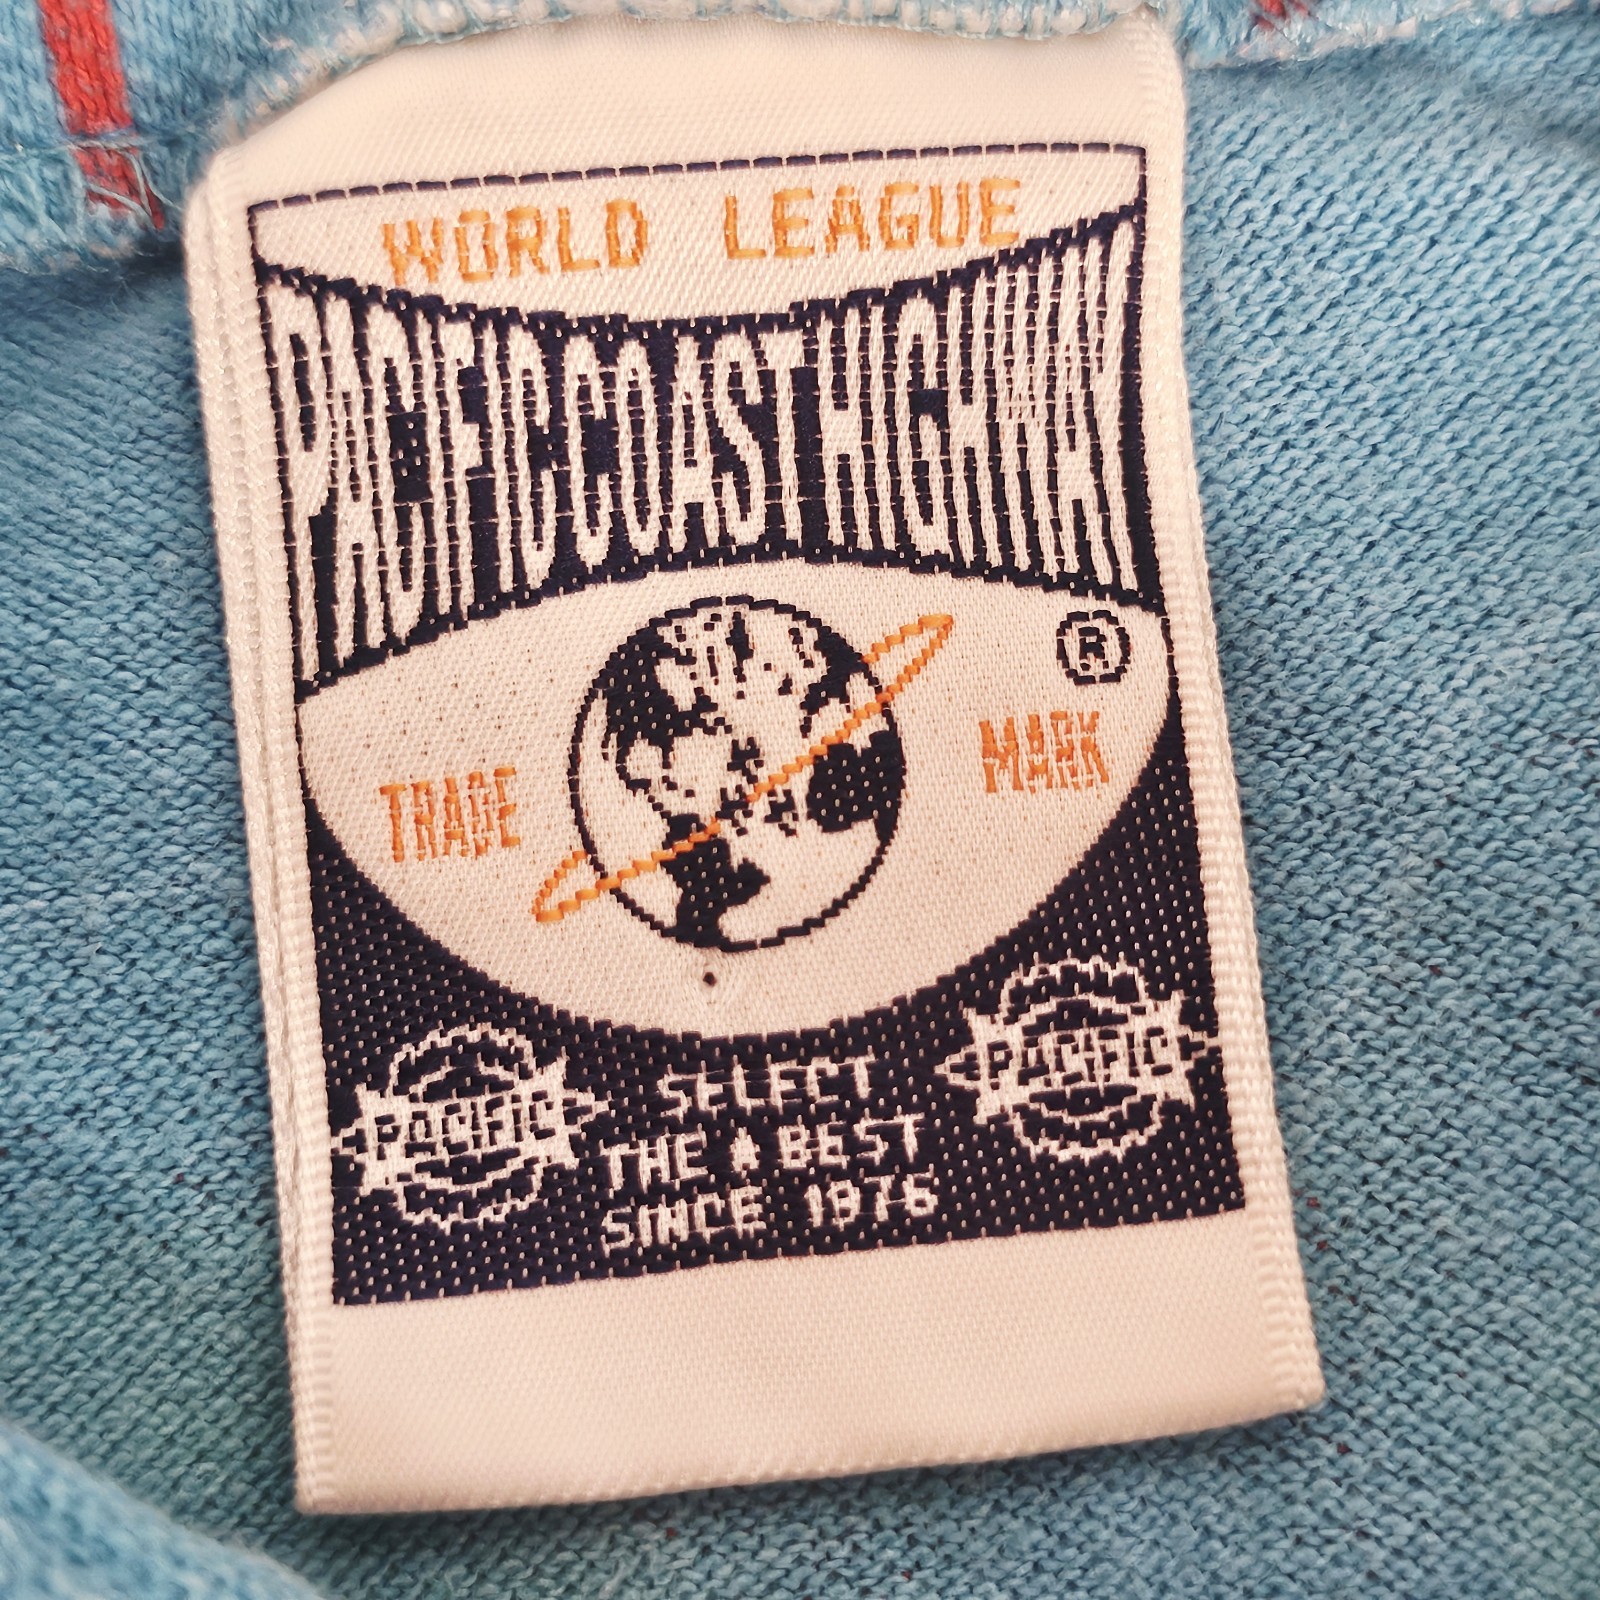 WORLD LEAGUE
PACIFIC COAST HIGHWAY
®
TRADE MARK
PACIFIC
PACIFIC
SELECT
THE A BEST
SINCE 1976